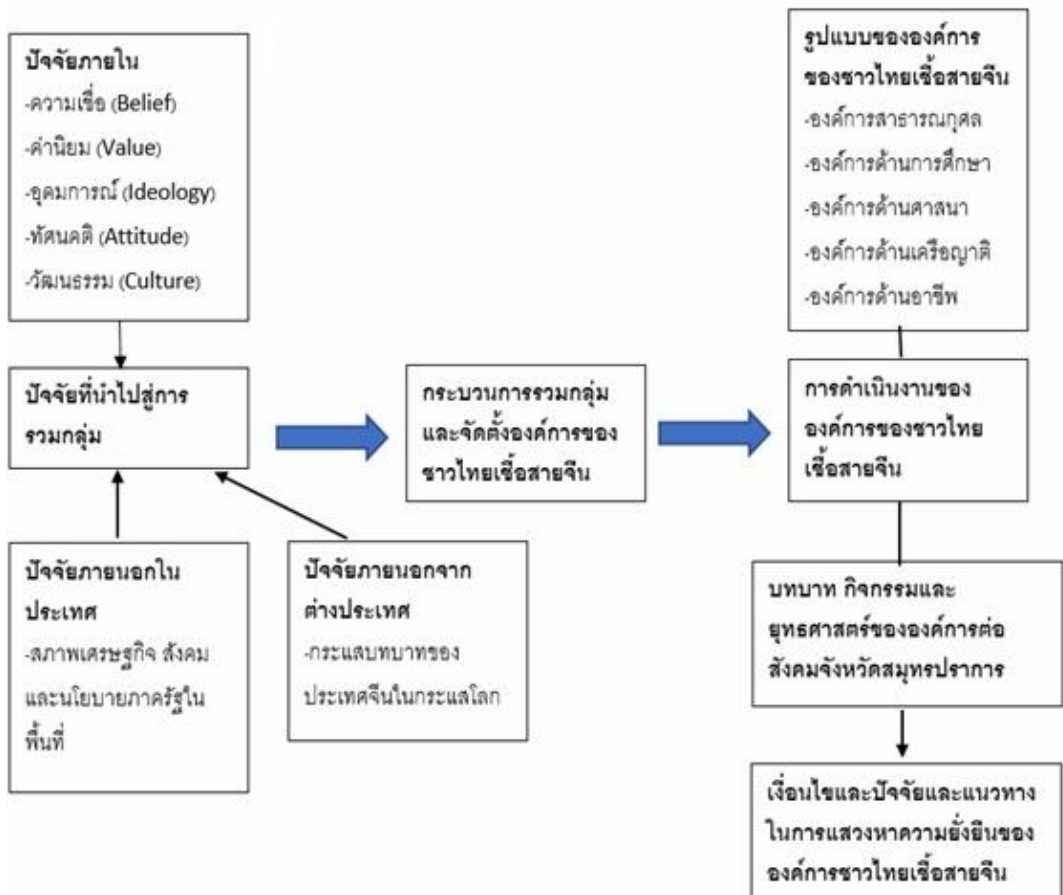 ปัจจัยภายใน
-ความเชื่อ (Belief)
-ค่านิยม (Value)
-อุดมการณ์ (Ideology)
-ทัศนคติ (Attitude)
-วัฒนธรรม (Culture)
ปัจจัยที่นำไปสู่การ
รวมกลุ่ม
ปัจจัยภายนอกใน
ประเทศ
-สภาพเศรษฐกิจ สังคม
และนโยบายภาครัฐใน
พื้นที่
ปัจจัยภายนอกจาก
ต่างประเทศ
-กระแสบทบาทของ
ประเทศจีนในกระแสโลก
กระบวนการรวมกลุ่ม
และจัดตั้งองค์การของ
ชาวไทยเชื้อสายจีน
รูปแบบขององค์การ
ของชาวไทยเชื้อสายจีน
-องค์การสาธารณกุศล
-องค์การด้านการศึกษา
-องค์การด้านศาสนา
-องค์การด้านเครือญาติ
-องค์การด้านอาชีพ
การดำเนินงานของ
องค์การของชาวไทย
เชื้อสายจีน
บทบาท กิจกรรมและ
ยุทธศาสตร์ขององค์การต่อ
สังคมจังหวัดสมุทรปราการ
เงื่อนไขและปัจจัยและแนวทาง
ในการแสวงหาความยั่งยืนของ
องค์การชาวไทยเชื้อสายจีน